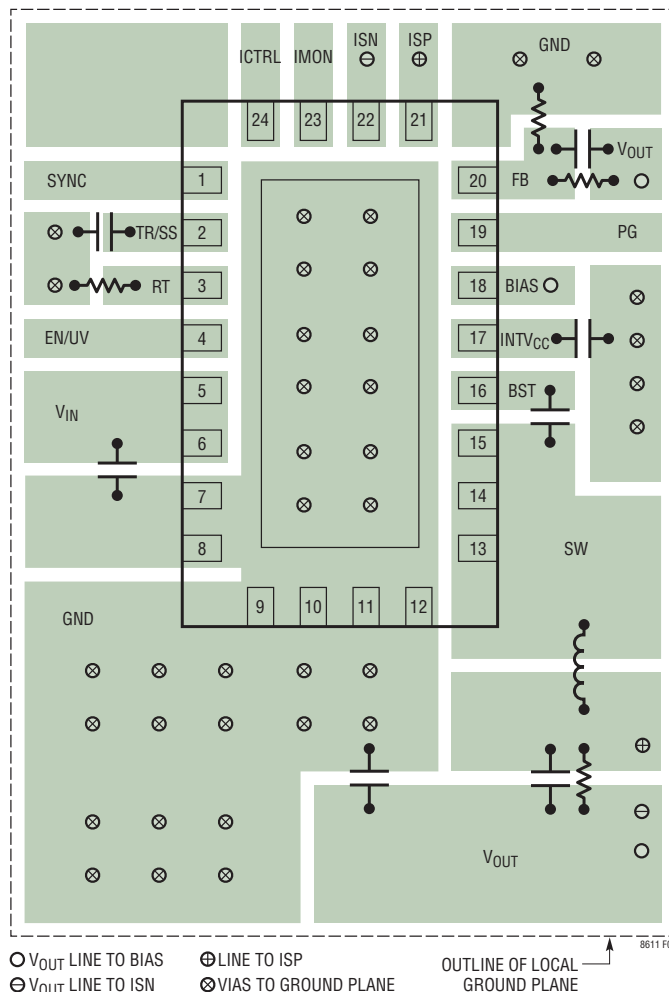 ICTRL IMON ISN ISP GND
24 23 22 21
VOUT
SYNC 1 20 FB
TR/SS 2 19 PG
RT 3 18 BIAS
EN/UV 4 17 INTVCC
5 16 BST
VIN
6 15
7 14
8 13 SW
GND 9 10 11 12
VOUT
8611 F
VOUT LINE TO BIAS LINE TO ISP OUTLINE OF LOCAL
VOUT LINE TO ISN VIAS TO GROUND PLANE GROUND PLANE